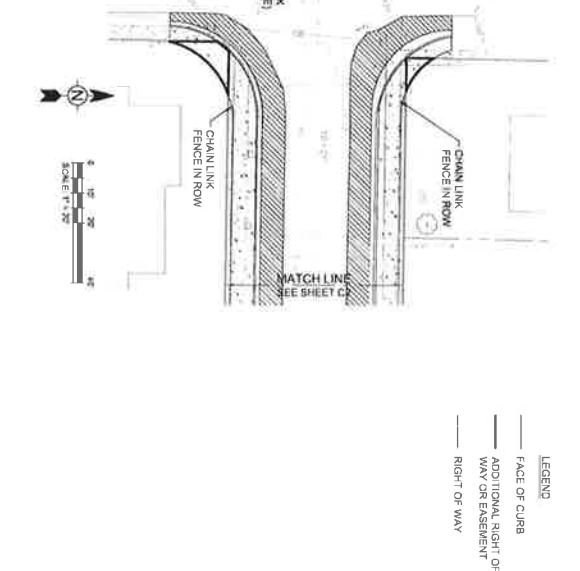 CHAIN LINK
FENCE IN ROW
CHAIN LINK
FENCE IN ROW
N
0
10
20
40
SCALE: 1" = 20'
MATCH LINE
SEE SHEET C2
LEGEND
FACE OF CURB
ADDITIONAL RIGHT OF
WAY OR EASEMENT
RIGHT OF WAY